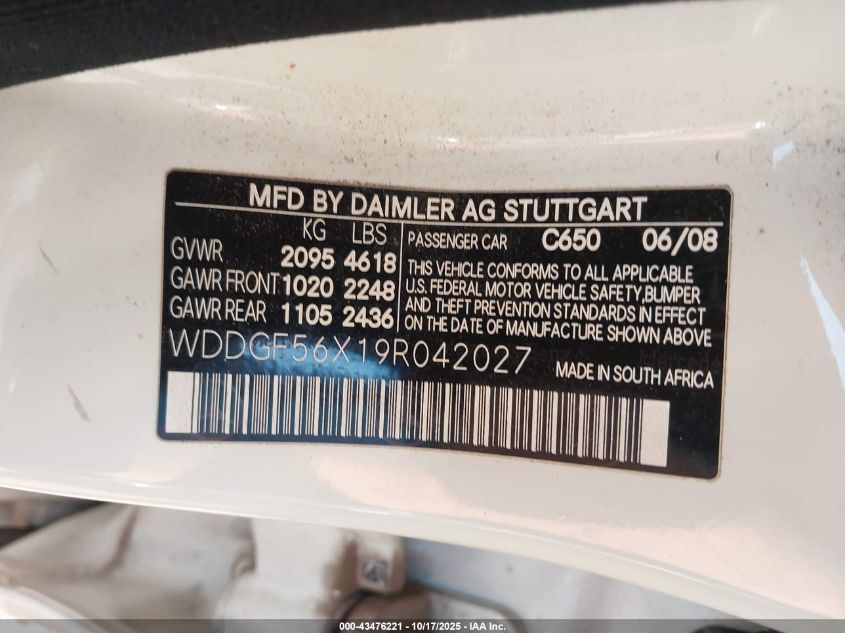 MFD BY DAIMLER AG STUTTGART
KG LBS
GVWR 2095 4618
GAWR FRONT 1020 2248
GAWR REAR 1105 2436
PASSENGER CAR C650 06/08
THIS VEHICLE CONFORMS TO ALL APPLICABLE
U.S. FEDERAL MOTOR VEHICLE SAFETY,BUMPER
AND THEFT PREVENTION STANDARDS IN EFFECT
ON THE DATE OF MANUFACTURE SHOWN ABOVE
WDDGF56X19R042027
MADE IN SOUTH AFRICA
000-43476221 - 10/17/2025 - IAA Inc.